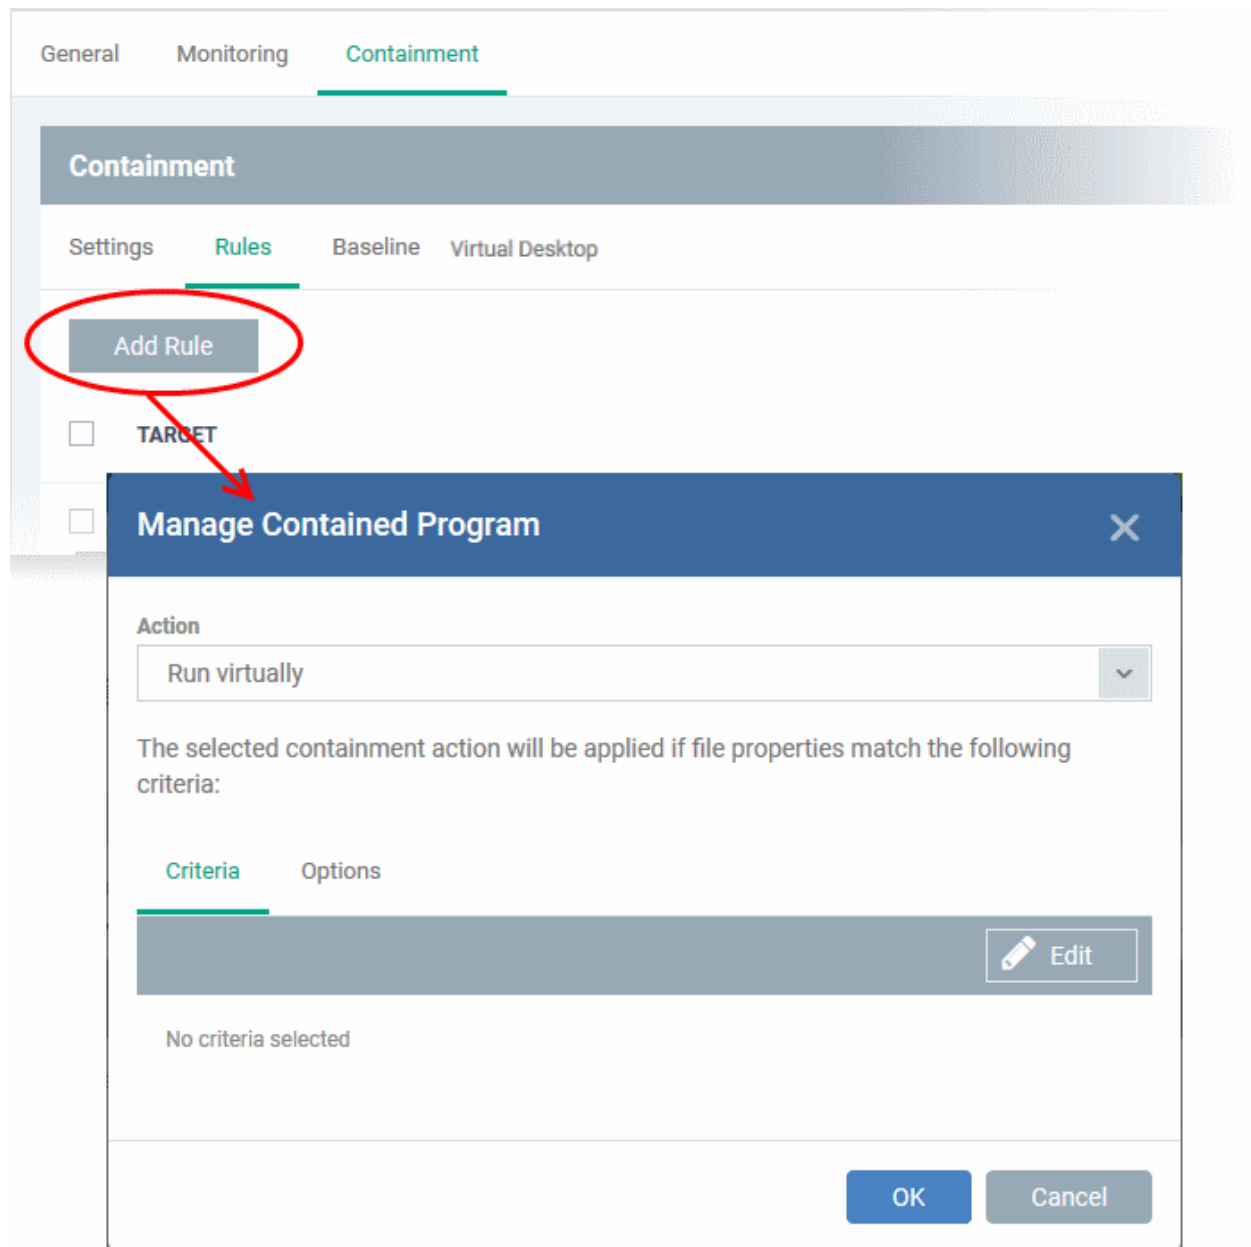 General Monitoring Containment
Containment
Settings Rules Baseline Virtual Desktop
Add Rule
TARGET
Manage Contained Program
Action
Run virtually
The selected containment action will be applied if file properties match the following
criteria:
Criteria Options
Edit
No criteria selected
OK Cancel